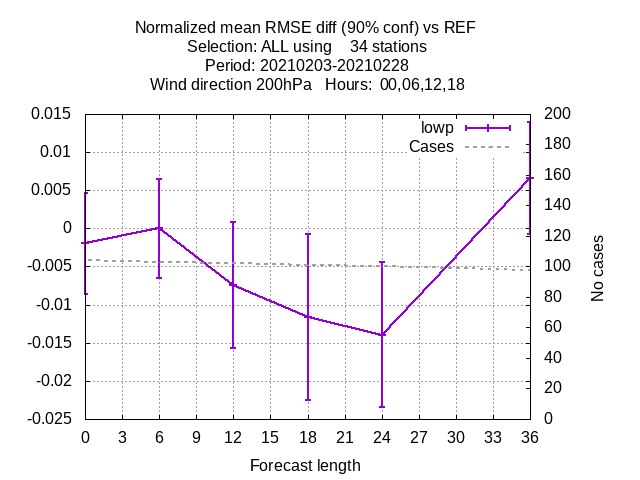 Normalized mean RMSE diff (90% conf) vs REF
Selection: ALL using    34 stations
Period: 20210203-20210228
Wind direction 200hPa   Hours:  00,06,12,18
0.015
0.01
0.005
0
-0.005
-0.01
-0.015
-0.02
-0.025
lowp
Cases
200
180
160
140
120
100
80
60
40
20
0
No cases
0 3 6 9 12 15 18 21 24 27 30 33 36
Forecast length